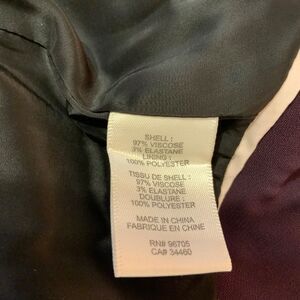 SHELL :
97% VISCOSE
3% ELASTANE
LINING :
100% POLYESTER
TISSU DE SHELL :
97% VISCOSE
3% ELASTANE
DOUBLURE :
100% POLYESTER
MADE IN CHINA
FABRIQUE EN CHINE
RN# 96705
CA# 34460